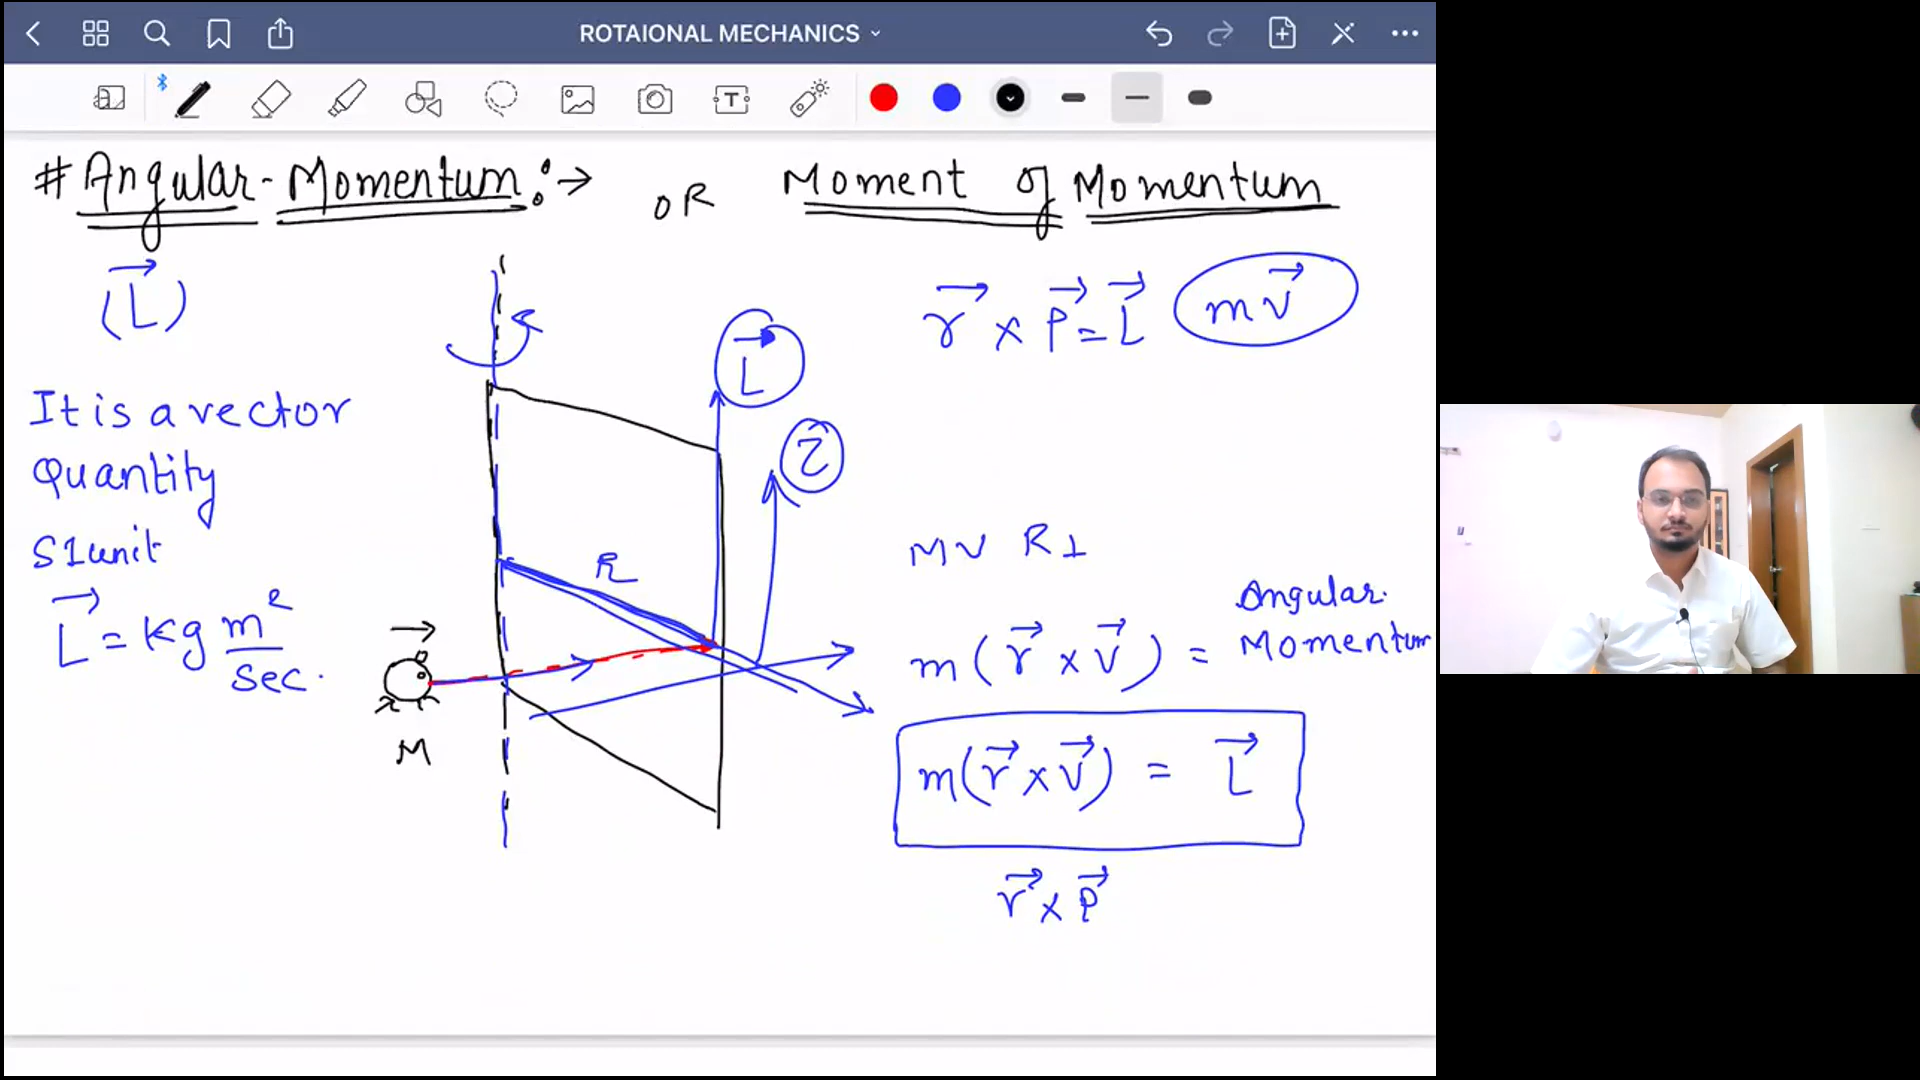 ROTAIONAL MECHANICS
T
# Angular-Momentum :→ OR Moment of Momentum
(L⃗)
r⃗ × P⃗ = L⃗ mv⃗
L⃗
It is a vector
Quantity
SI unit
L⃗ = kg m²/sec.
R
M
MV R⊥
m(r⃗ × v⃗) = Angular
Momentum
m(r⃗ × v⃗) = L⃗
r⃗ × P⃗